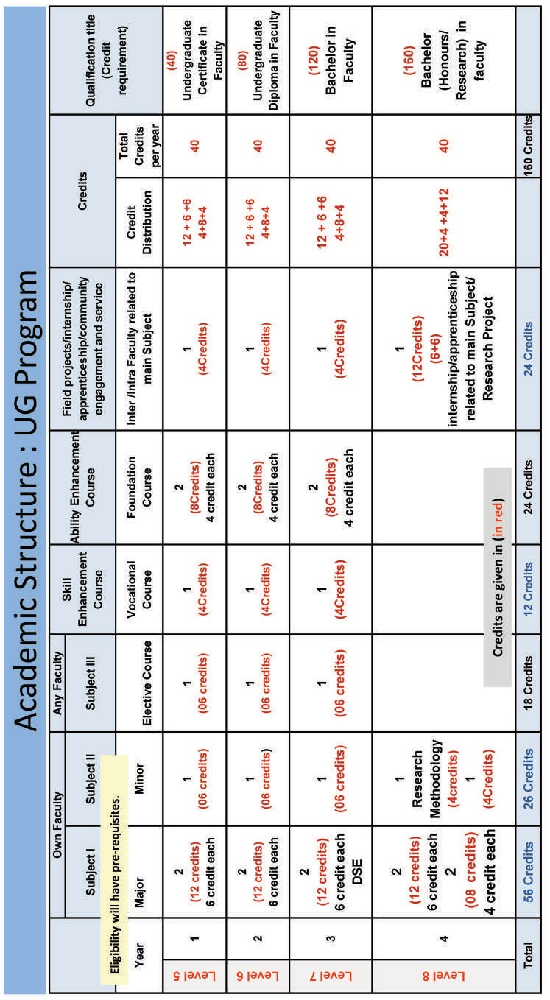 Academic Structure : UG Program
Own Faculty
Any Faculty
Skill
Enhancement
Course
Ability Enhancement
Course
Field projects/internship/
apprenticeship/community
engagement and service
Credits
Qualification title
(Credit
requirement)
Subject I
Subject II
Subject III
Eligibility will have pre-requisites.
Year
Major
Minor
Elective Course
Vocational
Course
Foundation
Course
Inter /Intra Faculty related to
main Subject
Credit
Distribution
Total
Credits
per year
Level 5
1
2
(12 credits)
6 credit each
1
(06 credits)
1
(06 credits)
1
(4Credits)
2
(8Credits)
4 credit each
1
(4Credits)
12 + 6 +6
4+8+4
40
(40)
Undergraduate
Certificate in
Faculty
Level 6
2
2
(12 credits)
6 credit each
1
(06 credits)
1
(06 credits)
1
(4Credits)
2
(8Credits)
4 credit each
1
(4Credits)
12 + 6 +6
4+8+4
40
(80)
Undergraduate
Diploma in Faculty
Level 7
3
2
(12 credits)
6 credit each
DSE
1
(06 credits)
1
(06 credits)
1
(4Credits)
2
(8Credits)
4 credit each
1
(4Credits)
12 + 6 +6
4+8+4
40
(120)
Bachelor in
Faculty
Level 8
4
2
(12 credits)
6 credit each
2
(08 credits)
4 credit each
1
Research
Methodology
(4credits)
1
(4Credits)
1
(12Credits)
(6+6)
internship/apprenticeship
related to main Subject/
Research Project
20+4 +4+12
40
(160)
Bachelor
(Honours/
Research) in
faculty
Credits are given in (in red)
Total
56 Credits
26 Credits
18 Credits
12 Credits
24 Credits
24 Credits
160 Credits